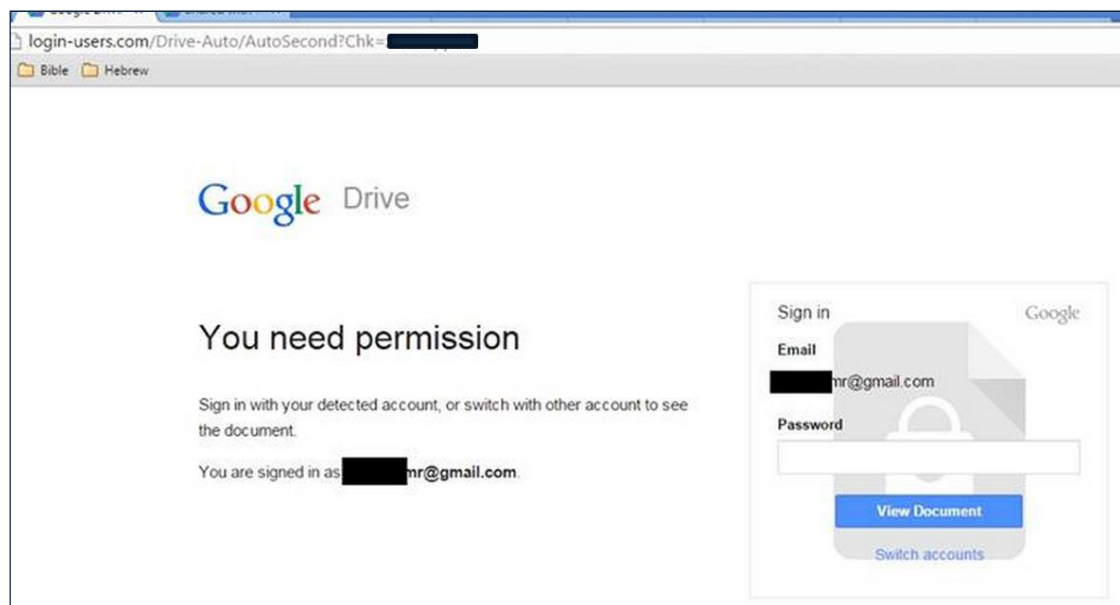 login-users.com/Drive-Auto/AutoSecond?Chk=
Bible Hebrew
Google Drive
You need permission
Sign in with your detected account, or switch with other account to see
the document.
You are signed in as mr@gmail.com.
Sign in Google
Email
mr@gmail.com
Password
View Document
Switch accounts